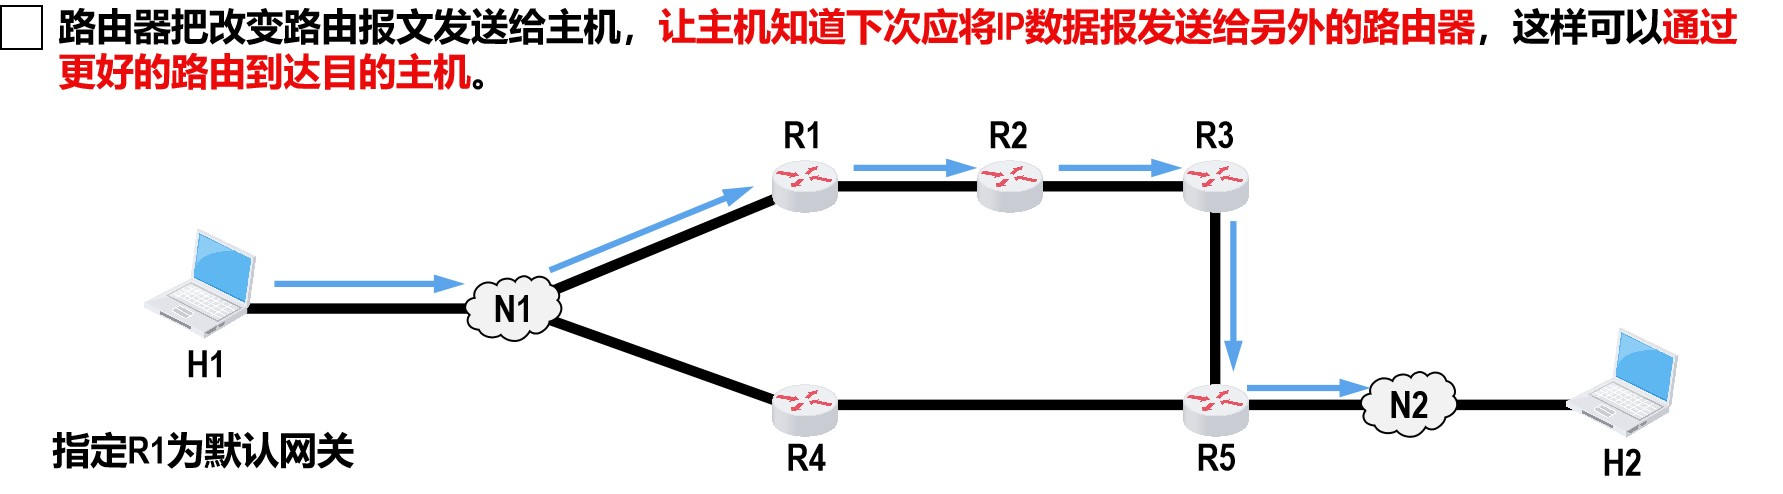 路由器把改变路由报文发送给主机，让主机知道下次应将IP数据报发送给另外的路由器，这样可以通过
更好的路由到达目的主机。
R1 R2 R3
N1
H1
N2
指定R1为默认网关
R4 R5 H2